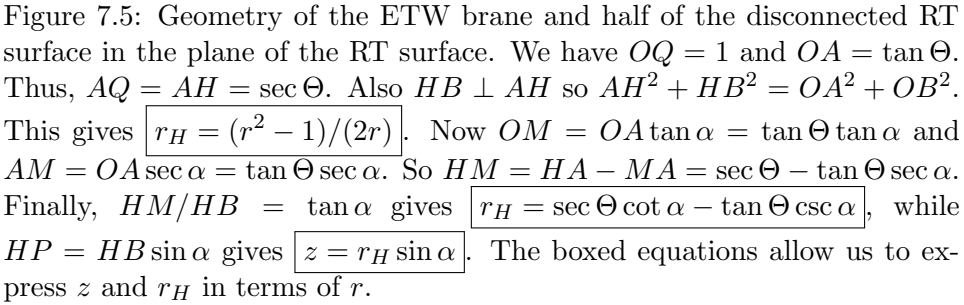 Figure 7.5: Geometry of the ETW brane and half of the disconnected RT
surface in the plane of the RT surface. We have OQ = 1 and OA = tan Θ.
Thus, AQ = AH = sec Θ. Also HB ⊥ AH so AH² + HB² = OA² + OB².
This gives r_H = (r² − 1)/(2r). Now OM = OA tan α = tan Θ tan α and
AM = OA sec α = tan Θ sec α. So HM = HA − MA = sec Θ − tan Θ sec α.
Finally, HM/HB = tan α gives r_H = sec Θ cot α − tan Θ csc α, while
HP = HB sin α gives z = r_H sin α. The boxed equations allow us to ex-
press z and r_H in terms of r.